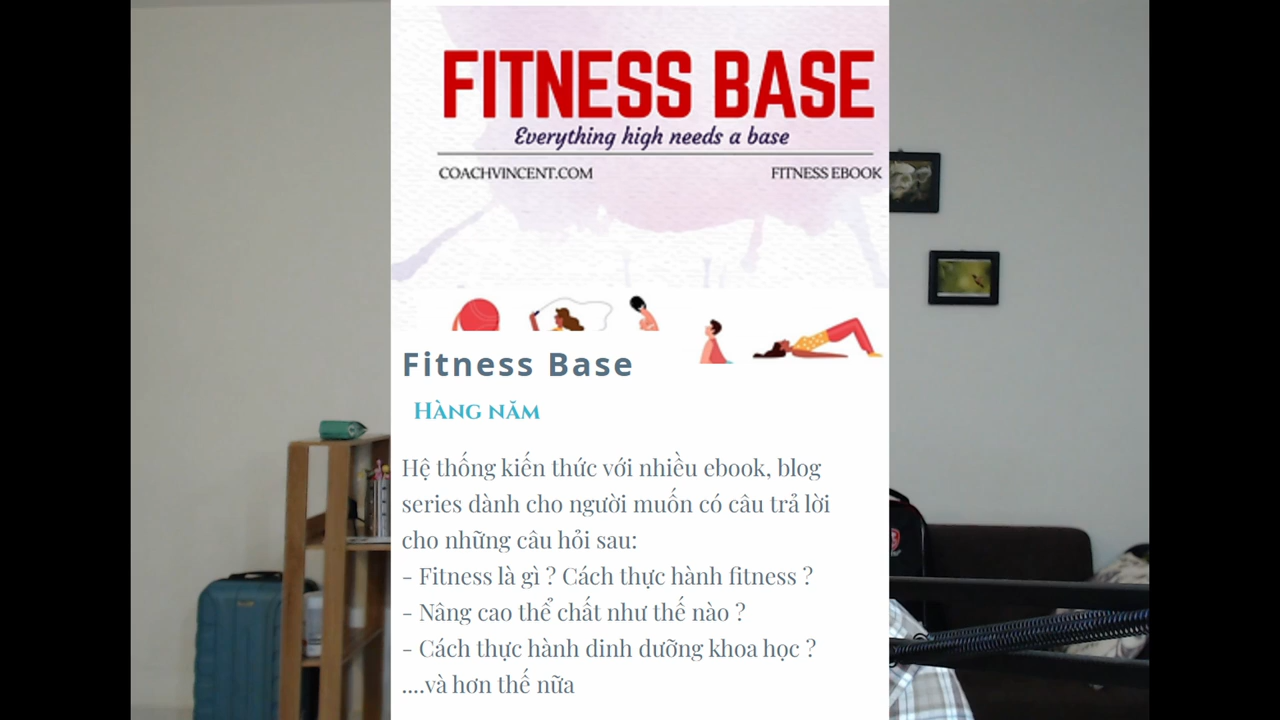 FITNESS BASE
Everything high needs a base
COACHVINCENT.COM
FITNESS EBOOK
Fitness Base
Hàng năm
Hệ thống kiến thức với nhiều ebook, blog
series dành cho người muốn có câu trả lời
cho những câu hỏi sau:
- Fitness là gì ? Cách thực hành fitness ?
- Nâng cao thể chất như thế nào ?
- Cách thực hành dinh dưỡng khoa học ?
....và hơn thế nữa